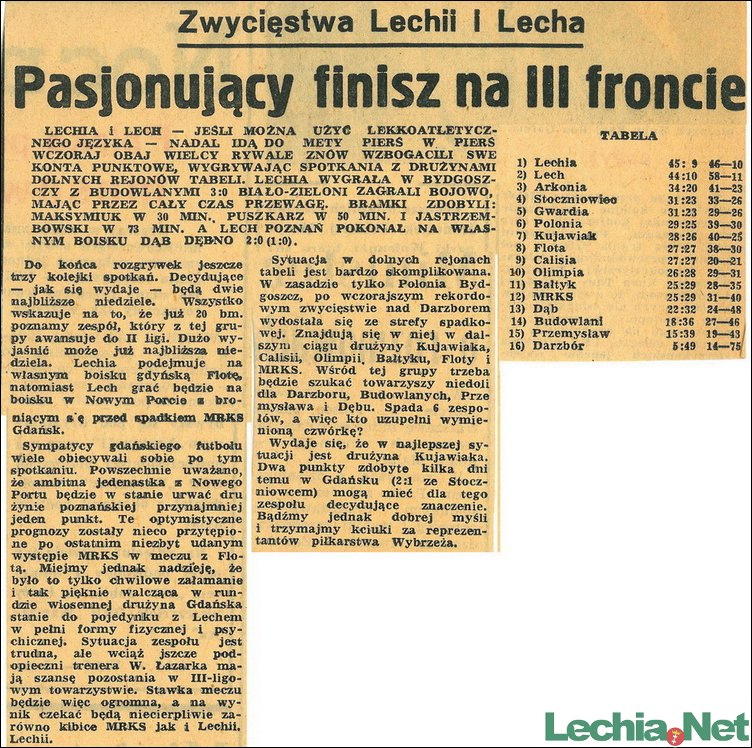 Zwycięstwa Lechii i Lecha
Pasjonujący finisz na III froncie
LECHIA i LECH — JEŚLI MOŻNA UŻYĆ LEKKOATLETYCZ-
NEGO JĘZYKA — NADAL IDĄ DO METY PIERŚ W PIERŚ
WCZORAJ OBAJ WIELCY RYWALE ZNÓW WZBOGACILI SWE
KONTA PUNKTOWE, WYGRYWAJĄC SPOTKANIA Z DRUŻYNAMI
DOLNYCH REJONÓW TABELI. LECHIA WYGRAŁA W BYDGOSZ-
CZY Z BUDOWLANYMI 3:0 BIAŁO-ZIELONI ZAGRALI BOJOWO,
MAJĄC PRZEZ CAŁY CZAS PRZEWAGĘ. BRAMKI ZDOBYLI:
MAKSYMIUK W 30 MIN. PUSZKARZ W 50 MIN. I JASTRZEM-
BOWSKI W 73 MIN. A LECH POZNAŃ POKONAŁ NA WŁAS-
NYM BOISKU DĄB DĘBNO 2:0 (1:0).
Do końca rozgrywek jeszcze
trzy kolejki spotkań. Decydujące
— jak się wydaje — będą dwie
najbliższe niedziele. Wszystko
wskazuje na to, że już 20 bm.
poznamy zespół, który z tej gru-
py awansuje do II ligi. Dużo wy-
jaśnić może już najbliższa nie-
dziela. Lechia podejmuje na
własnym boisku gdyńską Flotę,
natomiast Lech grać będzie na
boisku w Nowym Porcie z bro-
niącym się przed spadkiem MRKS
Gdańsk.
Sympatycy gdańskiego futbolu
wiele obiecywali sobie po tym
spotkaniu. Powszechnie uważano,
że ambitna jedenastka z Nowego
Portu będzie w stanie urwać dru
żynie poznańskiej przynajmniej
jeden punkt. Te optymistyczne
prognozy zostały nieco przytępio-
ne po ostatnim niezbyt udanym
występie MRKS w meczu z Flo-
tą. Miejmy jednak nadzieję, że
było to tylko chwilowe załamanie
i tak pięknie walcząca w run-
dzie wiosennej drużyna Gdańska
stanie do pojedynku z Lechem
w pełni formy fizycznej i psy-
chicznej. Sytuacja zespołu jest
trudna, ale wciąż jszcze pod-
opieczni trenera W. Łazarka ma-
ją szansę pozostania w III-ligo-
wym towarzystwie. Stawka meczu
będzie więc ogromna, a na wy-
nik czekać będą niecierpliwie za-
równo kibice MRKS jak i Lechii,
Lechii.
Sytuacja w dolnych rejonach
tabeli jest bardzo skomplikowana.
W zasadzie tylko Polonia Byd-
goszcz, po wczorajszym rekordo-
wym zwycięstwie nad Darzborem
wydostała się ze strefy spadko-
wej. Znajdują się w niej w dal-
szym ciągu drużyny Kujawiaka,
Calisii, Olimpii, Bałtyku, Floty i
MRKS. Wśród tej grupy trzeba
będzie szukać towarzyszy niedoli
dla Darzboru, Budowlanych, Prze
mysława i Dębu. Spada 6 zespo-
łów, a więc kto uzupełni wymie-
nioną czwórkę?
Wydaje się, że w najlepszej sy-
tuacji jest drużyna Kujawiaka.
Dwa punkty zdobyte kilka dni
temu w Gdańsku (2:1 ze Stocz-
niowcem) mogą mieć dla tego
zespołu decydujące znaczenie.
Bądźmy jednak dobrej myśli
i trzymajmy kciuki za reprezen-
tantów piłkarstwa Wybrzeża.
TABELA
1) Lechia 45: 9 46—10
2) Lech 44:10 58—11
3) Arkonia 34:20 41—23
4) Stoczniowiec 31:23 33—26
5) Gwardia 31:23 29—26
6) Polonia 29:25 39—30
7) Kujawiak 28:26 40—25
8) Flota 27:27 38—30
9) Calisia 27:27 20—21
10) Olimpia 26:28 29—31
11) Bałtyk 25:29 28—35
12) MRKS 25:29 31—40
13) Dąb 22:32 24—48
14) Budowlani 18:36 27—46
15) Przemysław 15:39 19—43
16) Darzbór 5:49 14—75
Lechia.Net